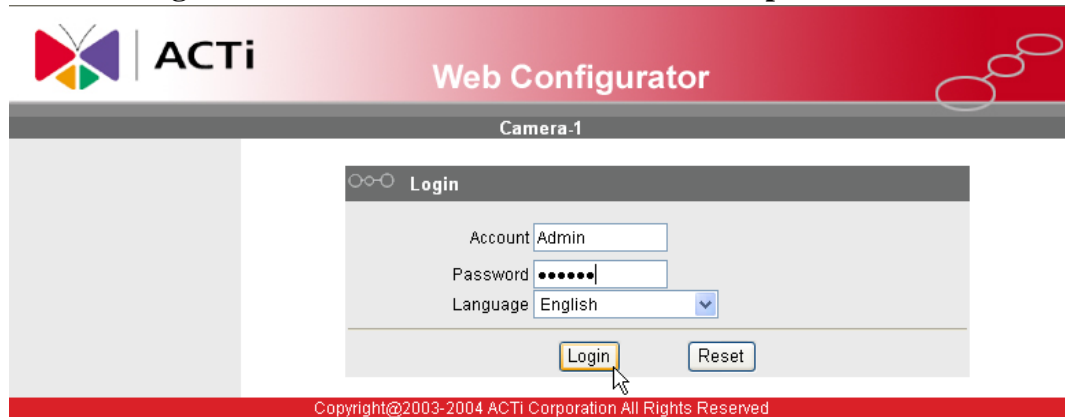 ACTi
Web Configurator
Camera-1
Login
Account Admin
Password ●●●●●●
Language English
Login Reset
Copyright@2003-2004 ACTi Corporation All Rights Reserved